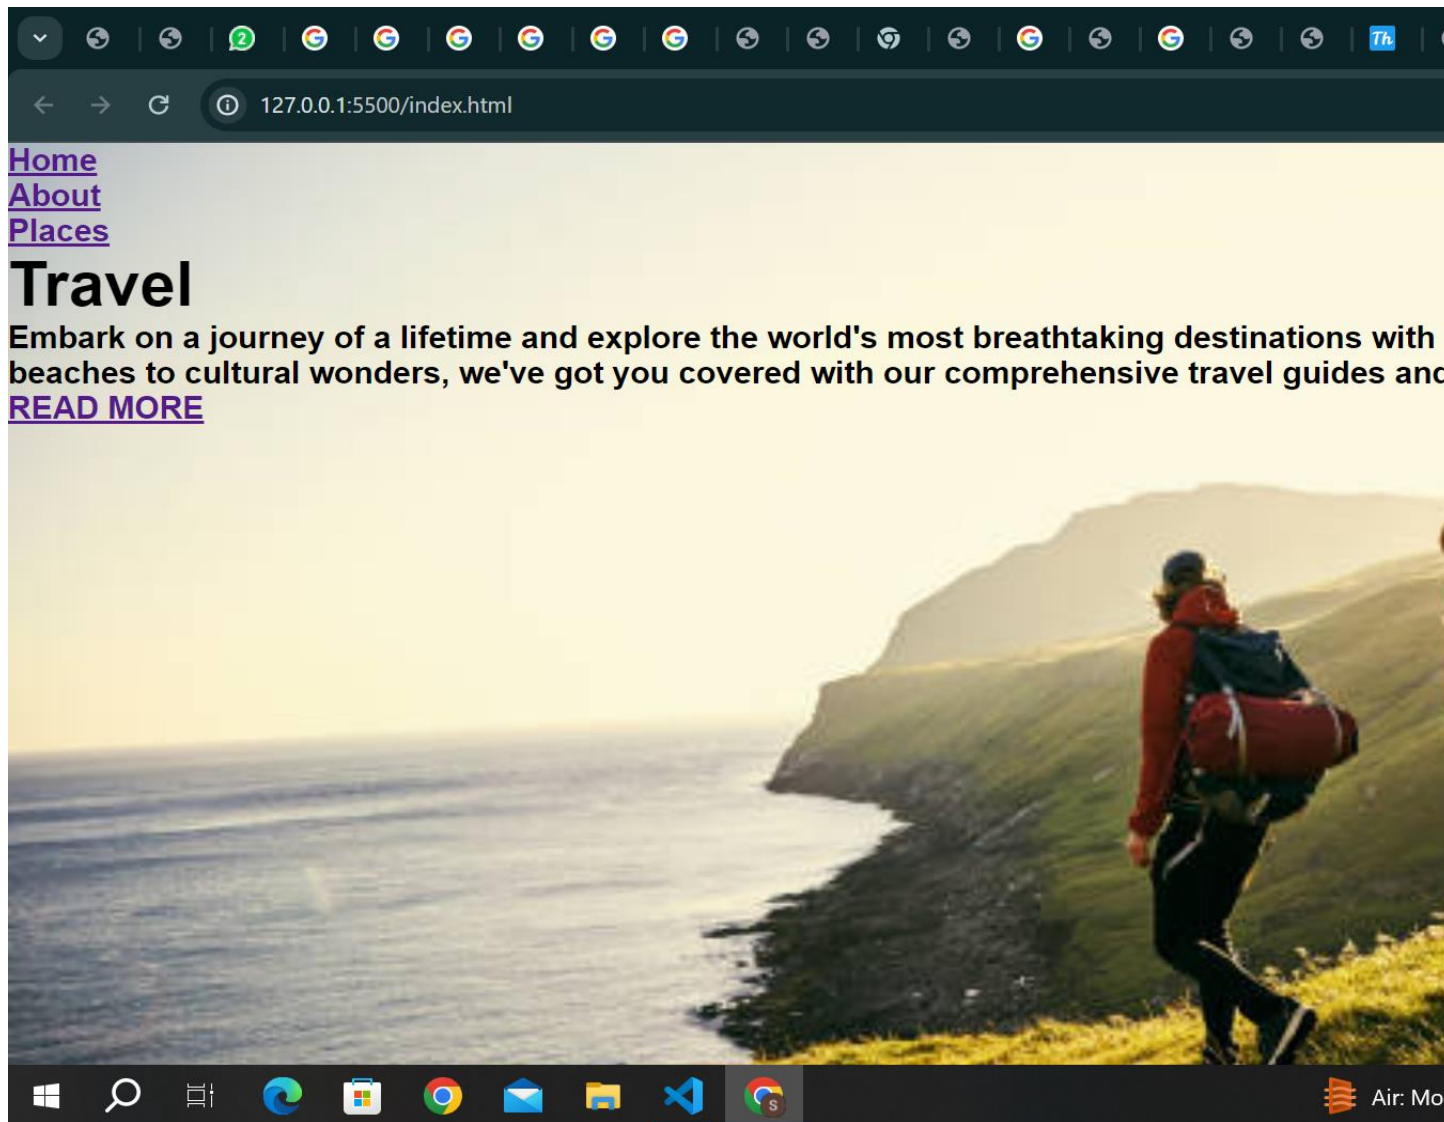 2
Th
127.0.0.1:5500/index.html
Home
About
Places
Travel
Embark on a journey of a lifetime and explore the world's most breathtaking destinations with
beaches to cultural wonders, we've got you covered with our comprehensive travel guides and
READ MORE
S
Air: Mo